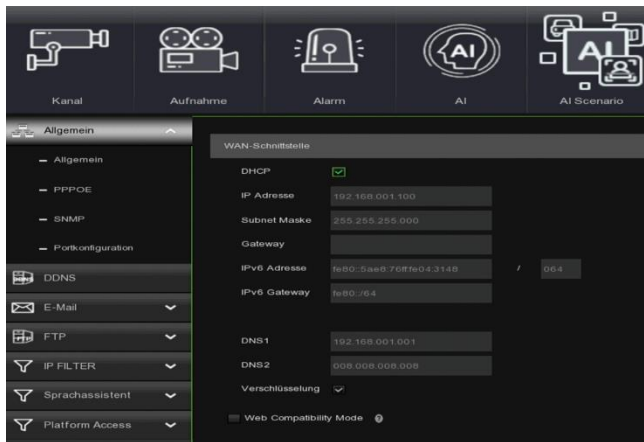 Kanal
Aufnahme
Alarm
AI
AI
AI
AI Scenario
Allgemein
Allgemein
PPPOE
SNMP
Portkonfiguration
DDNS
E-Mail
FTP
IP FILTER
Sprachassistent
Platform Access
WAN-Schnittstelle
DHCP
IP Adresse 192.168.001.100
Subnet Maske 255.255.255.000
Gateway
IPv6 Adresse fe80::5ae8:76ff:fe04:3148 / 064
IPv6 Gateway fe80::/64
DNS1 192.168.001.001
DNS2 008.008.008.008
Verschlüsselung
Web Compatibility Mode